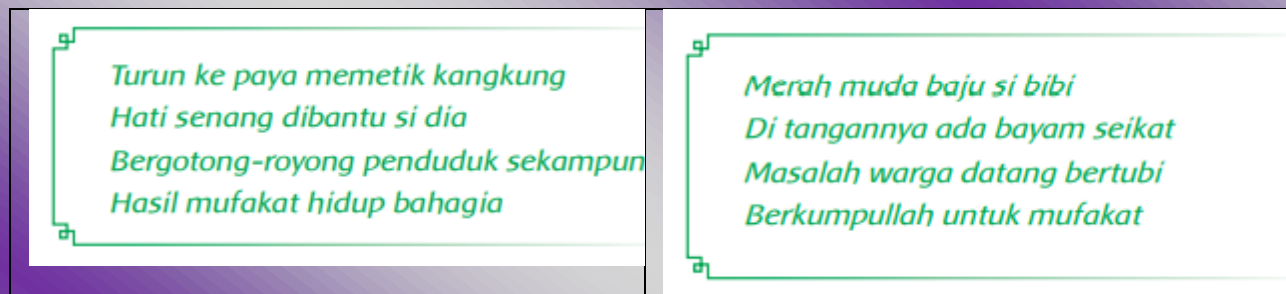 Turun ke paya memetik kangkung
Hati senang dibantu si dia
Bergotong-royong penduduk sekampun
Hasil mufakat hidup bahagia
Merah muda baju si bibi
Di tangannya ada bayam seikat
Masalah warga datang bertubi
Berkumpullah untuk mufakat